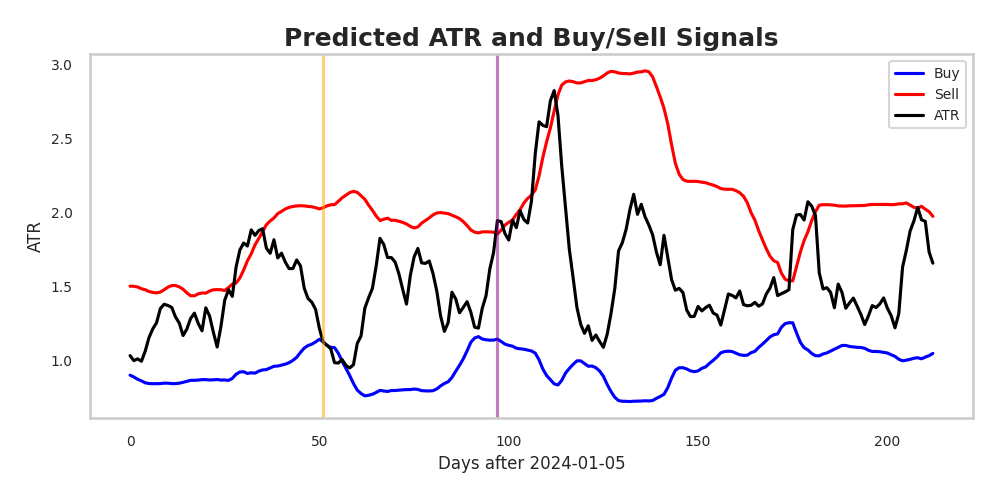 Predicted ATR and Buy/Sell Signals
3.0
2.5
2.0
1.5
1.0
ATR
Buy
Sell
ATR
0 50 100 150 200
Days after 2024-01-05